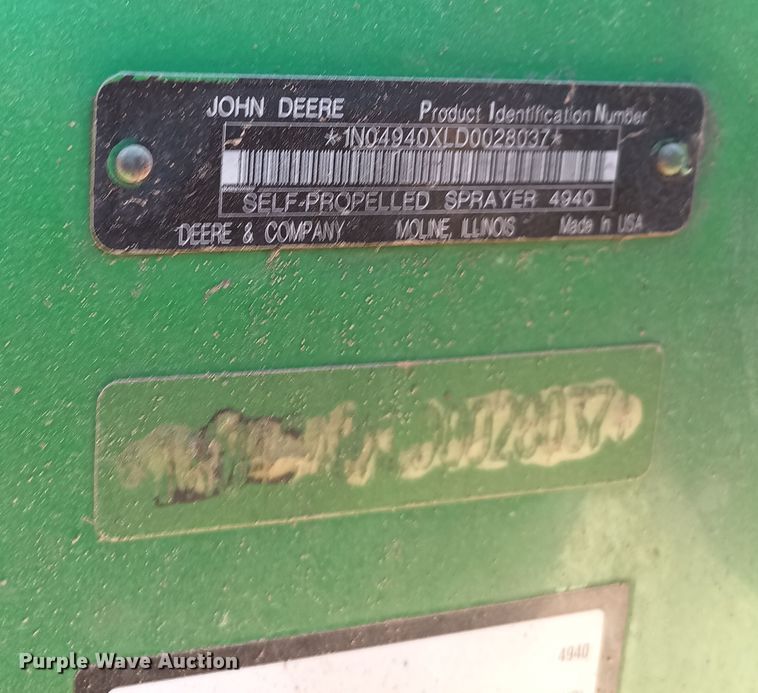 JOHN DEERE Product Identification Number
*1N04940XLD0028037*
SELF-PROPELLED SPRAYER 4940
DEERE & COMPANY MOLINE, ILLINOIS Made in USA
4940
Purple Wave Auction